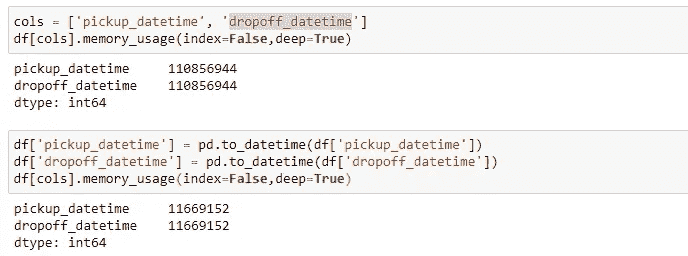 cols = ['pickup_datetime', 'dropoff_datetime']
df[cols].memory_usage(index=False,deep=True)
pickup_datetime     110856944
dropoff_datetime    110856944
dtype: int64
df['pickup_datetime'] = pd.to_datetime(df['pickup_datetime'])
df['dropoff_datetime'] = pd.to_datetime(df['dropoff_datetime'])
df[cols].memory_usage(index=False,deep=True)
pickup_datetime     11669152
dropoff_datetime    11669152
dtype: int64